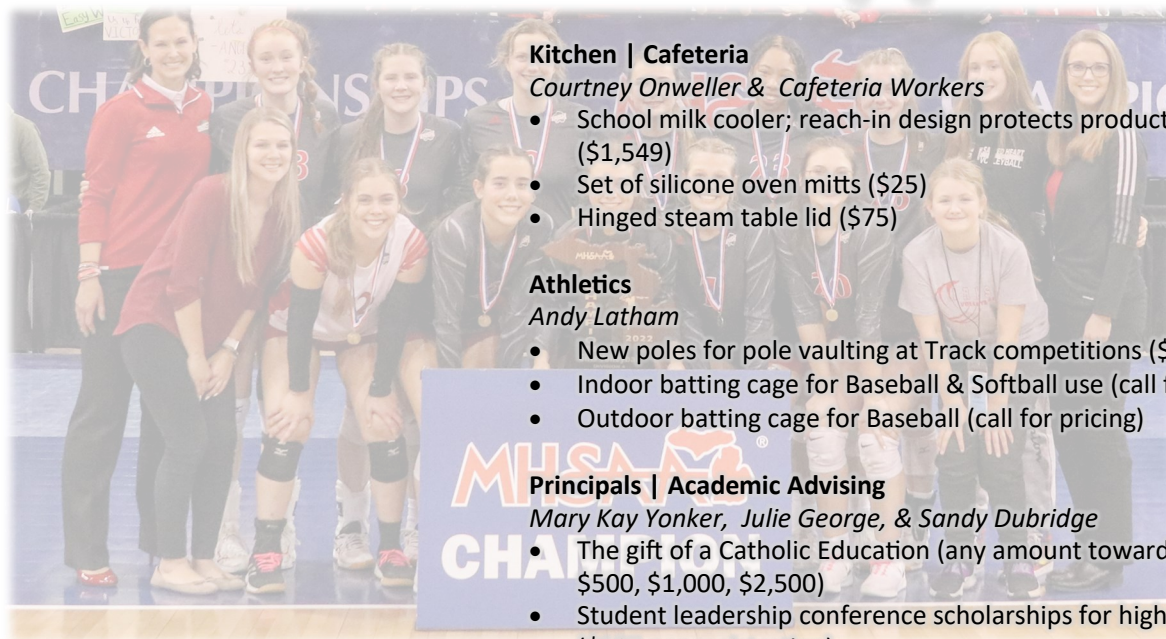 CHAMPIONSHIPS
Kitchen | Cafeteria
Courtney Onweller & Cafeteria Workers
• School milk cooler; reach-in design protects product
($1,549)
• Set of silicone oven mitts ($25)
• Hinged steam table lid ($75)
Athletics
Andy Latham
• New poles for pole vaulting at Track competitions ($
• Indoor batting cage for Baseball & Softball use (call
• Outdoor batting cage for Baseball (call for pricing)
MHSAA®
CHAMPION
Principals | Academic Advising
Mary Kay Yonker, Julie George, & Sandy Dubridge
• The gift of a Catholic Education (any amount toward
$500, $1,000, $2,500)
• Student leadership conference scholarships for high